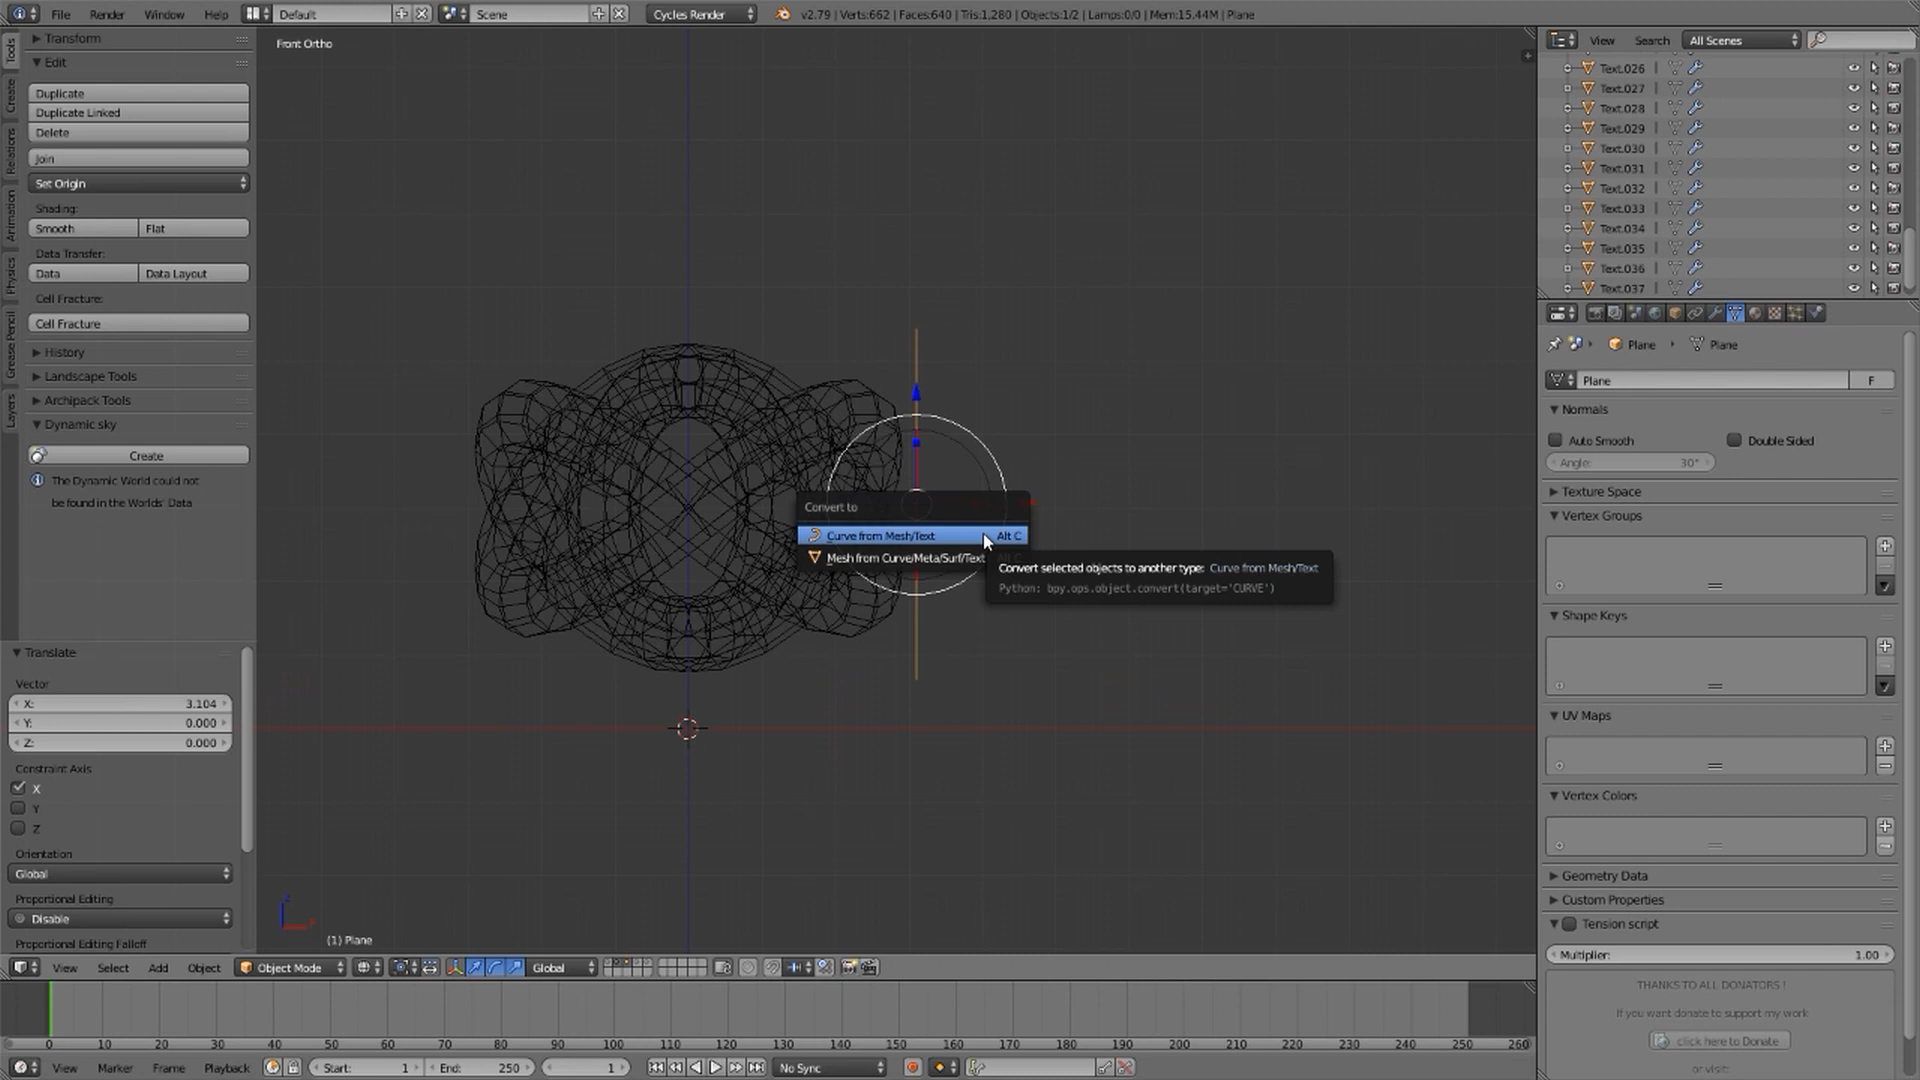 File Render Window Help Default Scene Cycles Render v2.79 | Verts:662 | Faces:640 | Tris:1,280 | Objects:1/2 | Lamps:0/0 | Mem:15.44M | Plane
Tools
Create
Relations
Animation
Physics
Grease Pencil
Layers
Transform
Edit
Duplicate
Duplicate Linked
Delete
Join
Set Origin
Shading:
Smooth Flat
Data Transfer:
Data Data Layout
Cell Fracture:
Cell Fracture
History
Landscape Tools
Archipack Tools
Dynamic sky
Create
The Dynamic World could not
be found in the Worlds' Data
Translate
Vector
X: 3.104
Y: 0.000
Z: 0.000
Constraint Axis
X
Y
Z
Orientation
Global
Proportional Editing
Disable
Proportional Editing Falloff
Front Ortho
Convert to
Curve from Mesh/Text Alt C
Mesh from Curve/Meta/Surf/Text Alt C
Convert selected objects to another type: Curve from Mesh/Text
Python: bpy.ops.object.convert(target='CURVE')
(1) Plane
View Select Add Object Object Mode Global
0 10 20 30 40 50 60 70 80 90 100 110 120 130 140 150 160 170 180 190 200 210 220 230 240 250 260
View Marker Frame Playback Start: 1 End: 250 1 No Sync
View Search All Scenes
Text.026
Text.027
Text.028
Text.029
Text.030
Text.031
Text.032
Text.033
Text.034
Text.035
Text.036
Text.037
Plane Plane
Plane F
Normals
Auto Smooth Double Sided
Angle: 30°
Texture Space
Vertex Groups
Shape Keys
UV Maps
Vertex Colors
Geometry Data
Custom Properties
Tension script
Multiplier: 1.00
THANKS TO ALL DONATORS !
If you want donate to support my work
click here to Donate
or visit: